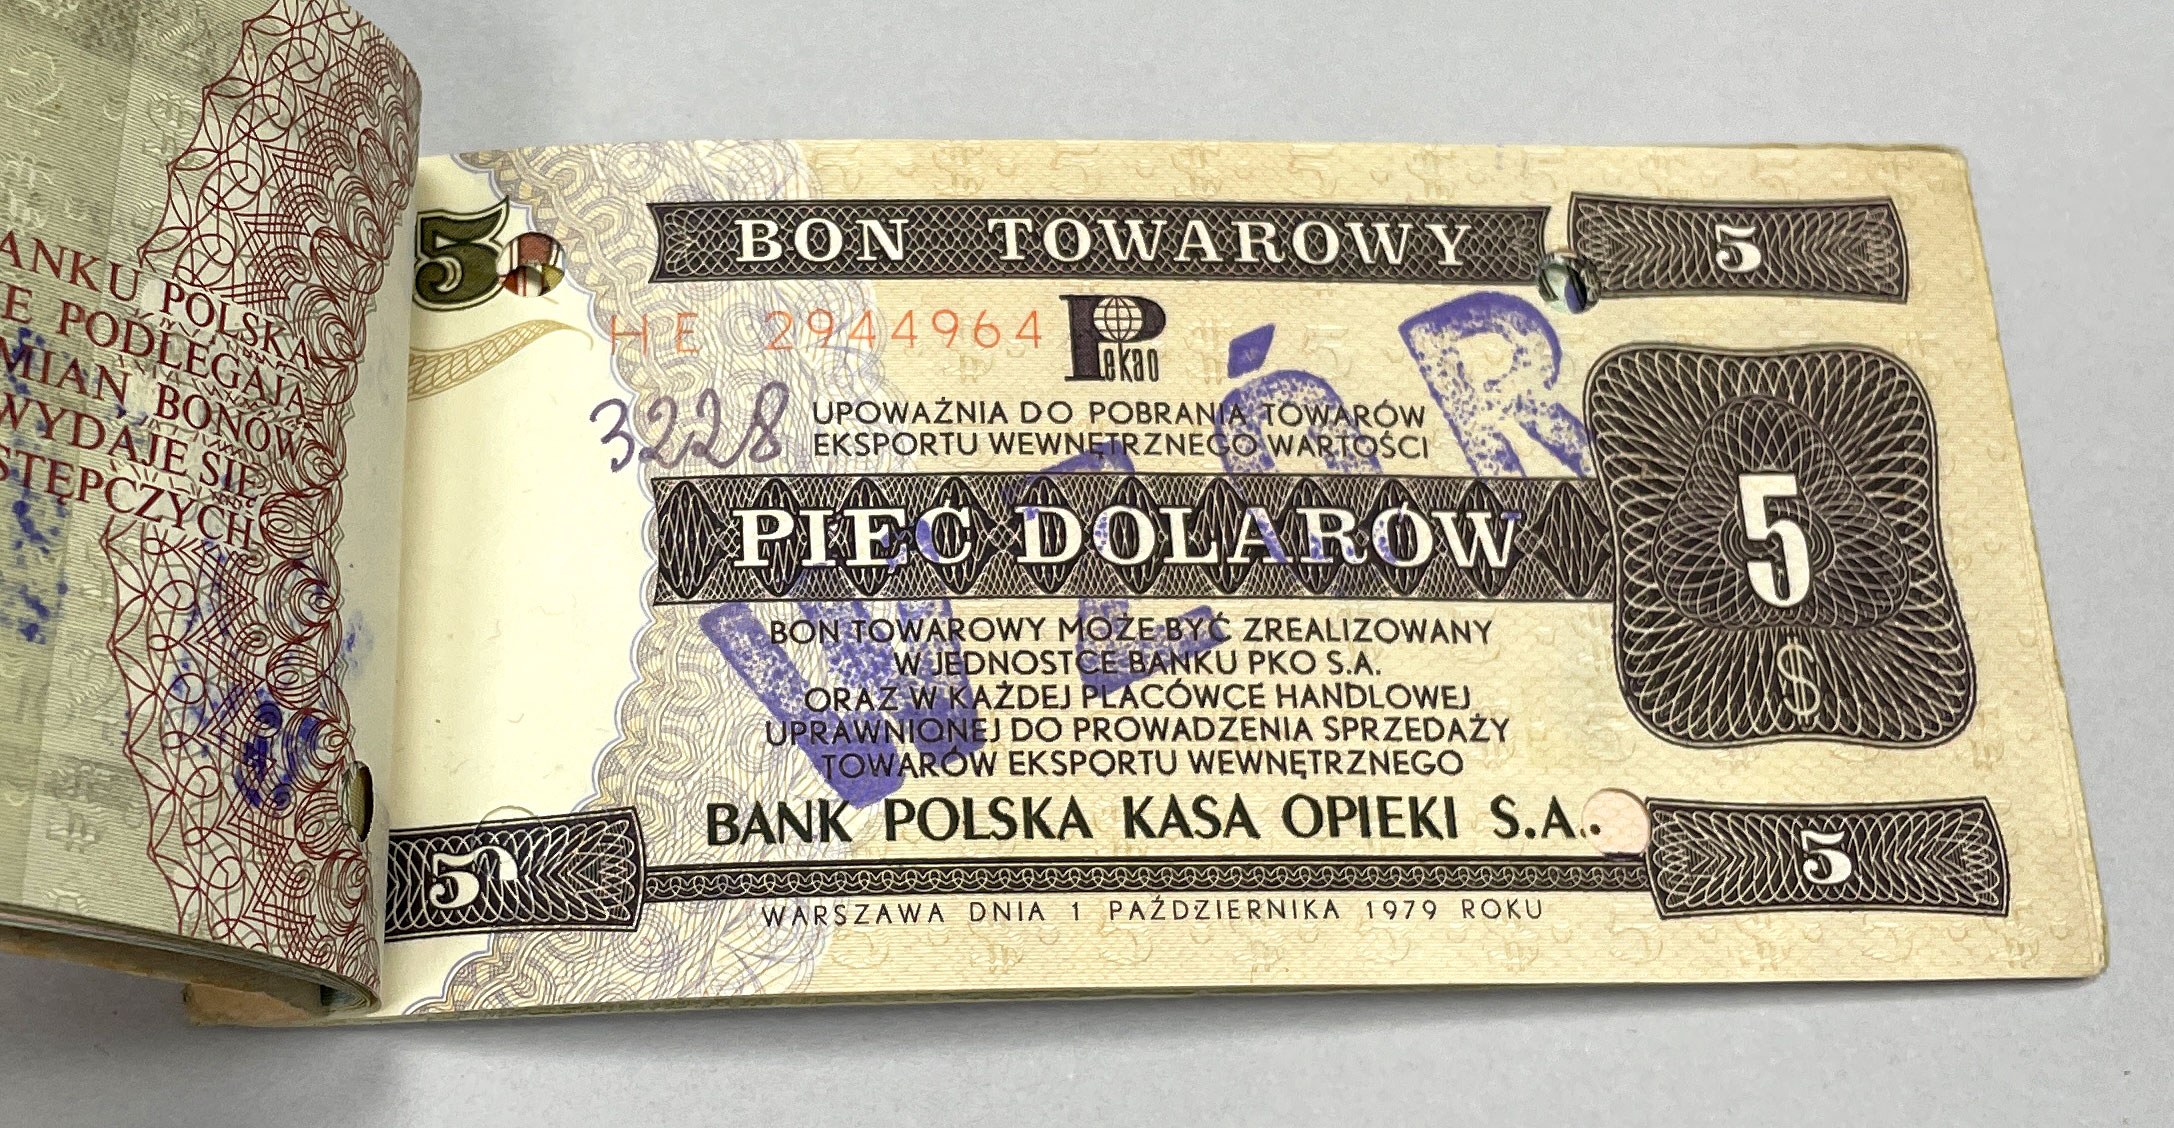 ANKU POLSKA
E PODLEGAJĄ
MIAN BONÓW
WYDAJE SIĘ
STĘPCZYCH
5
BON TOWAROWY
5
HE 2944964
Pekao
3228
UPOWAŻNIA DO POBRANIA TOWARÓW
EKSPORTU WEWNĘTRZNEGO WARTOŚCI
PIĘĆ DOLARÓW
5
$
WZÓR
BON TOWAROWY MOŻE BYĆ ZREALIZOWANY
W JEDNOSTCE BANKU PKO S.A.
ORAZ W KAŻDEJ PLACÓWCE HANDLOWEJ
UPRAWNIONEJ DO PROWADZENIA SPRZEDAŻY
TOWARÓW EKSPORTU WEWNĘTRZNEGO
BANK POLSKA KASA OPIEKI S.A.
5
5
WARSZAWA DNIA 1 PAŹDZIERNIKA 1979 ROKU